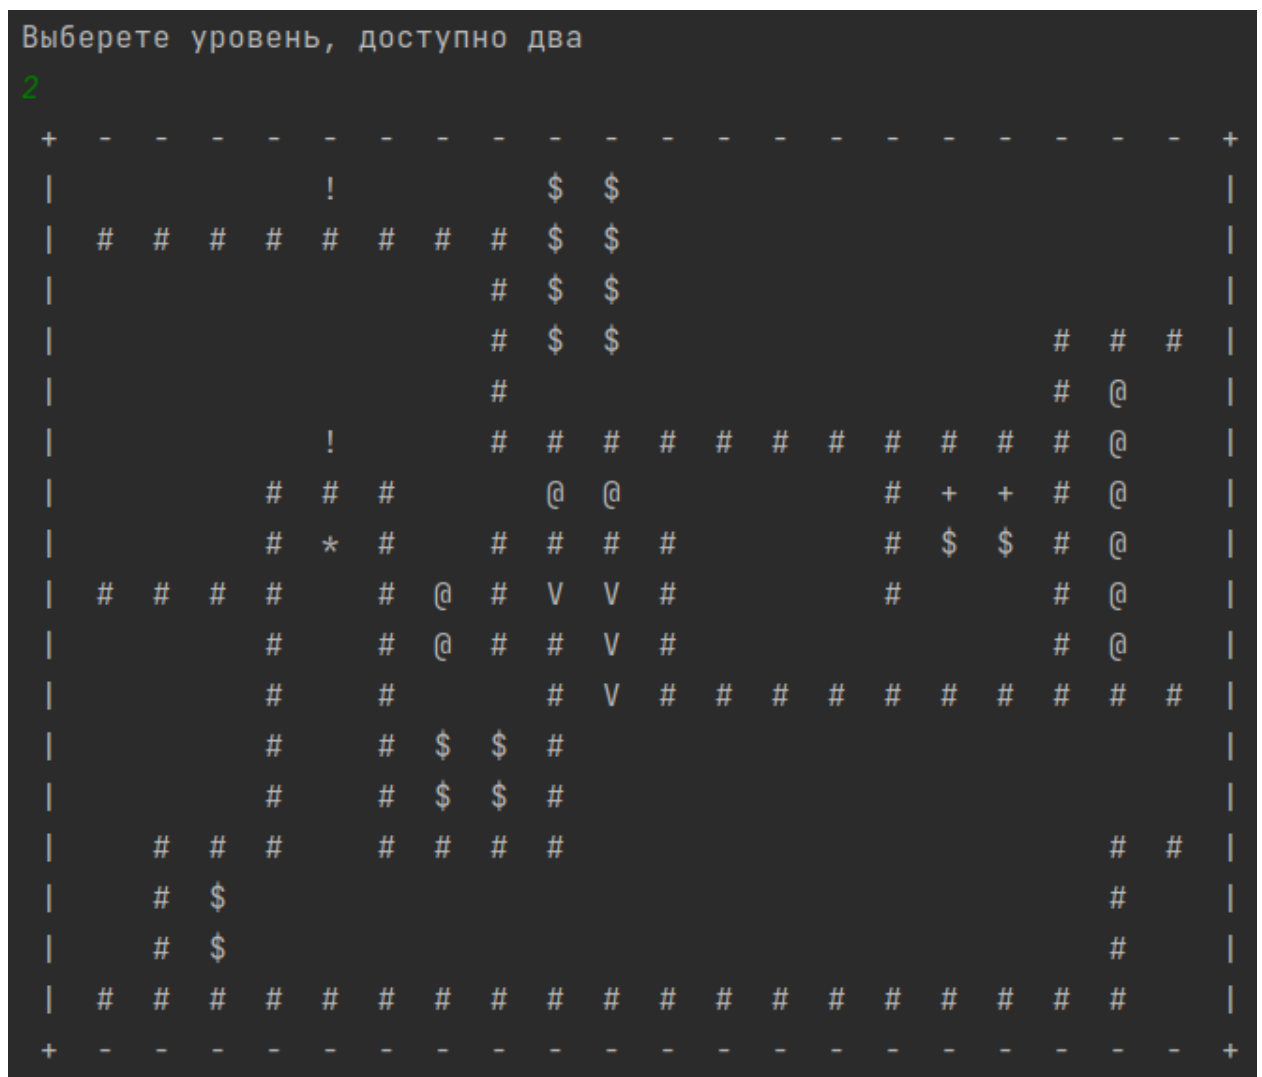 Выберете уровень, доступно два
2
+ - - - - - - - - - - - - - - - - - - - - +
|         !       $ $                     |
| # # # # # # # # $ $                     |
|               # $ $                     |
|               # $ $               # # # |
|               #                   # @   |
|         !     # # # # # # # # # # # @   |
|       # # #     @ @         # + + # @   |
|       # * #   # # # #       # $ $ # @   |
| # # # #   # @ # V V #       #     # @   |
|       #   # @ # # V #             # @   |
|       #   #     # V # # # # # # # # # # |
|       #   # $ $ #                       |
|       #   # $ $ #                       |
|   # # #   # # # #                   # # |
|   # $                               #   |
|   # $                               #   |
| # # # # # # # # # # # # # # # # # # #   |
+ - - - - - - - - - - - - - - - - - - - - +